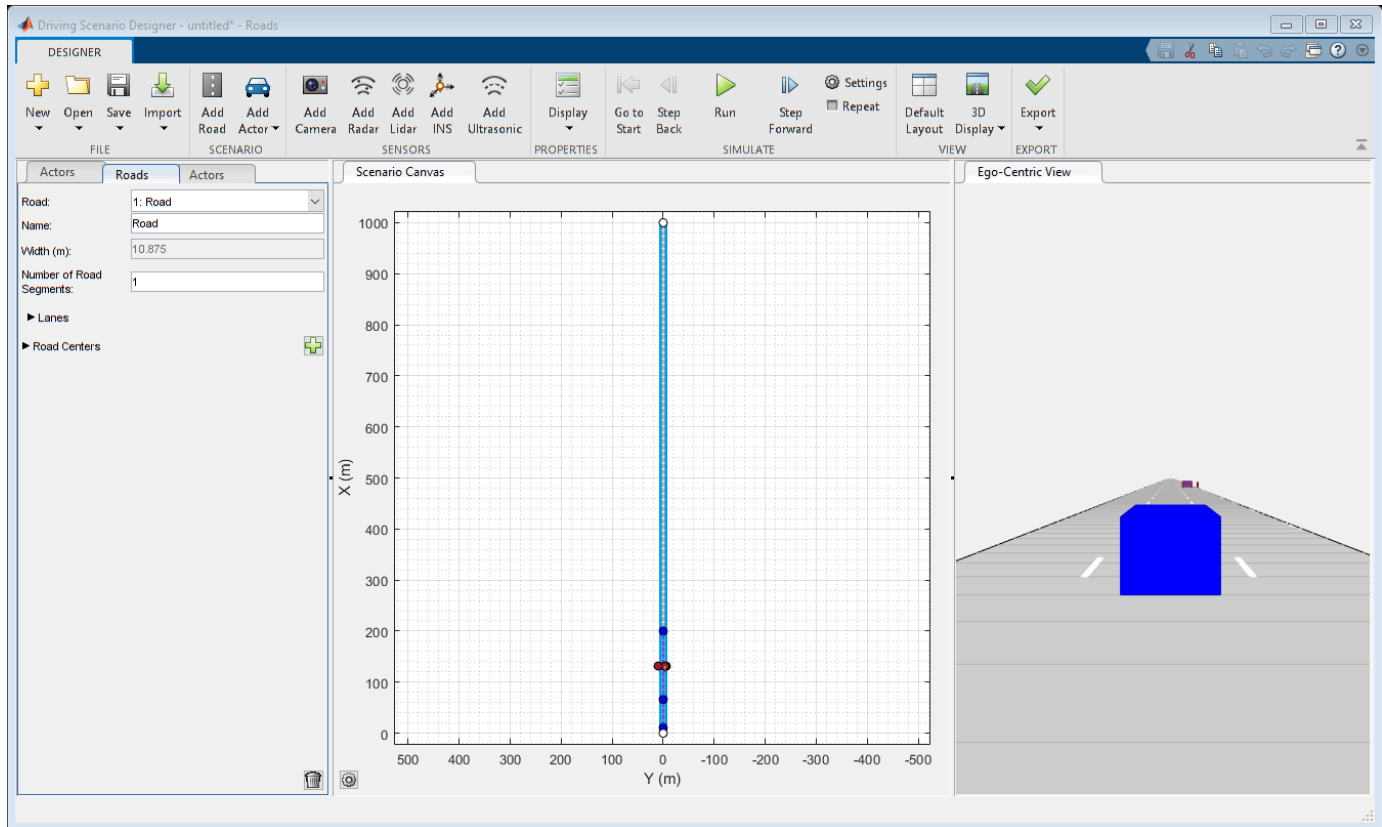 Driving Scenario Designer - untitled* - Roads
DESIGNER
New Open Save Import Add Road Add Actor Add Camera Add Radar Add Lidar Add INS Add Ultrasonic Display Go to Start Step Back Run Step Forward Settings Repeat Default Layout 3D Display Export
FILE SCENARIO SENSORS PROPERTIES SIMULATE VIEW EXPORT
Actors Roads Actors
Road: 1: Road
Name: Road
Width (m): 10.875
Number of Road Segments: 1
Lanes
Road Centers
Scenario Canvas
1000
900
800
700
600
500
400
300
200
100
0
X (m)
500 400 300 200 100 0 -100 -200 -300 -400 -500
Y (m)
Ego-Centric View